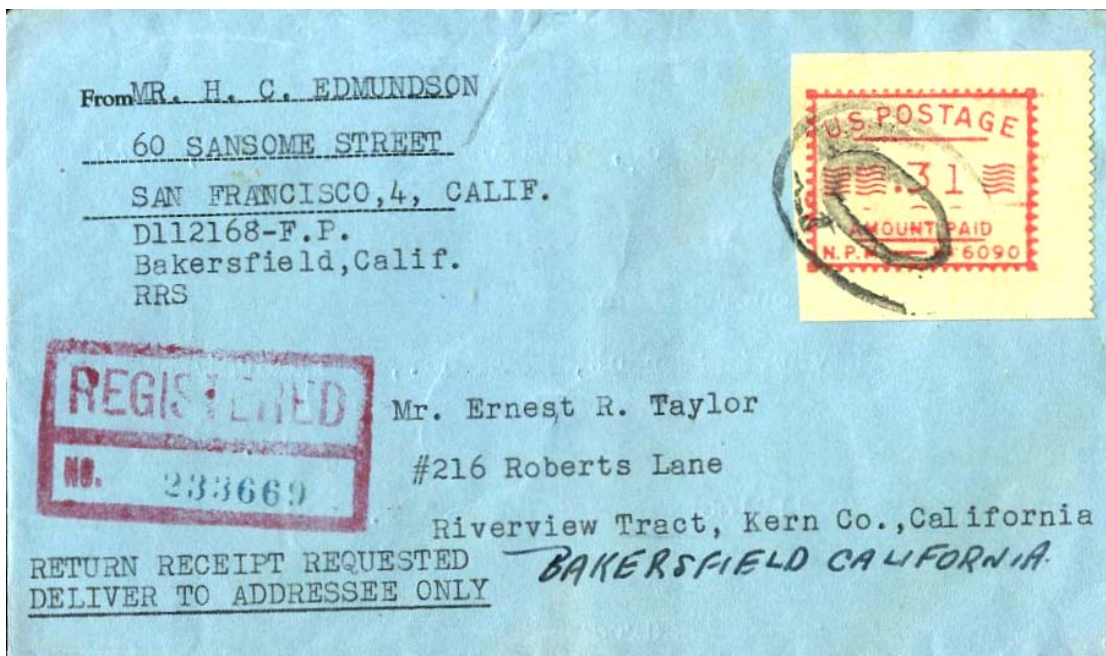 From MR. H. C. EDMUNDSON
60 SANSOME STREET
SAN FRANCISCO,4, CALIF.
D112168-F.P.
Bakersfield,Calif.
RRS
U.S. POSTAGE
.31
AMOUNT PAID
6090
REGISTERED
NO. 233669
Mr. Ernest R. Taylor
#216 Roberts Lane
Riverview Tract, Kern Co.,California
BAKERSFIELD CALIFORNIA.
RETURN RECEIPT REQUESTED
DELIVER TO ADDRESSEE ONLY